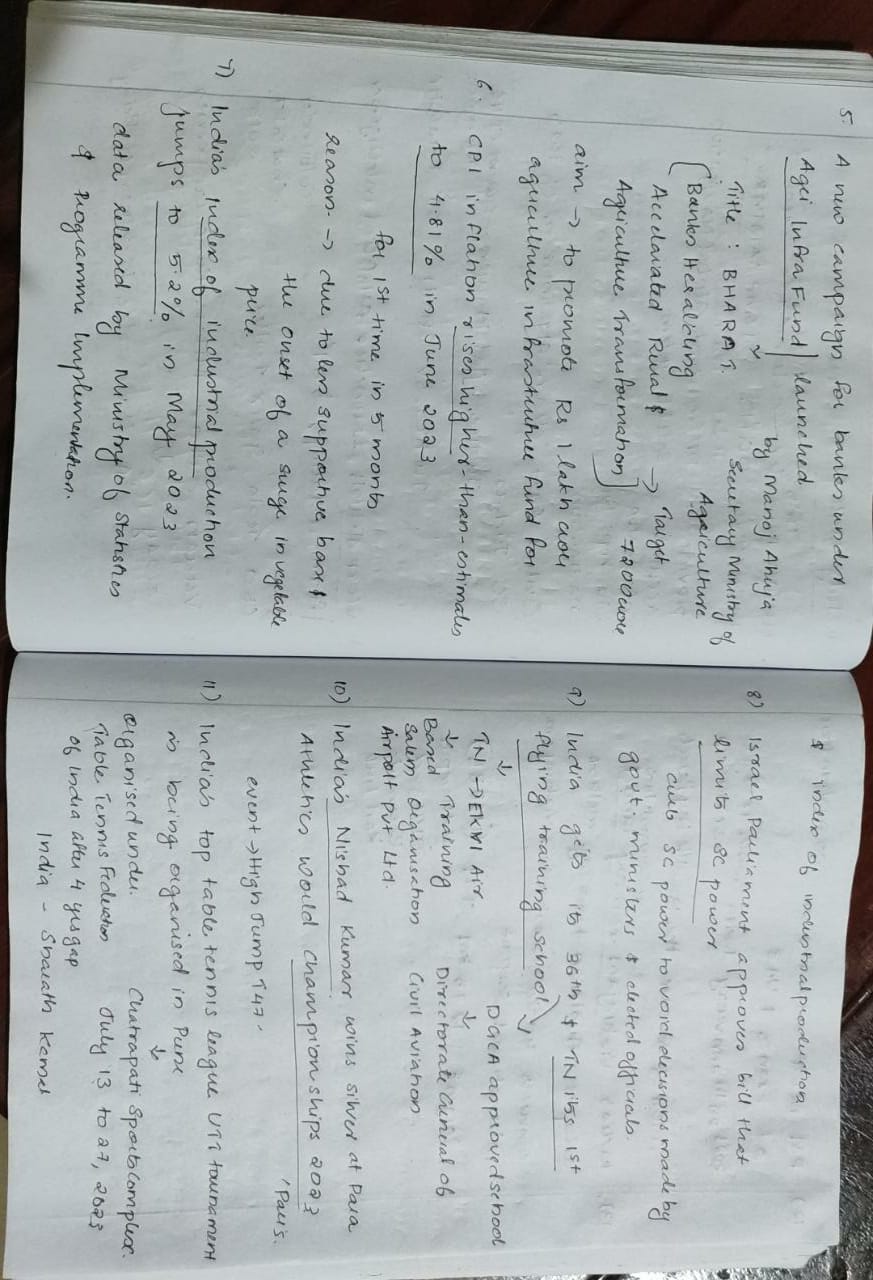 5. A new campaign for banks under
Agri Infra Fund launched
by Manoj Ahuja
Secretary Ministry of
Agriculture
Title : BHARAT.
[Banks Heralding
Accelarated Rural &
Agriculture Transformation]
→ Target
7200 crore
aim → to promote Rs 1 lakh crore
agriculture infrastructure fund for
6. CPI inflation rises higher-than-estimates
to 4.81% in June 2023
for 1st time in 5 months
reason → due to less supportive base &
the onset of a surge in vegetable
price
7) India's Index of industrial production
jumps to 5.2% in May 2023
data released by Ministry of Statistics
& Programme Implementation.
& index of industrial production
8) Israel Parliament approves bill that
limits SC power
curb SC power to void decisions made by
govt. ministers & elected officials.
9) India gets its 36th & TN its 1st
flying training school
↓
TN → EKVI Air
Training
Organisation
Pvt Ltd.
↓
Based
Salem
Airport
DGCA approved school
↓
Directorate General of
Civil Aviation
10) India's Nishad Kumar wins silver at Para
Athletics World championships 2023
'Paris.
event → High Jump T47.
11) India's top table tennis league UTT tournament
is being organised in Pune
↓
Chatrapati Sports complex.
July 13 to 27, 2023
organised under
Table Tennis Federation
of India after 4 yrs gap
India - Sharath Kamal